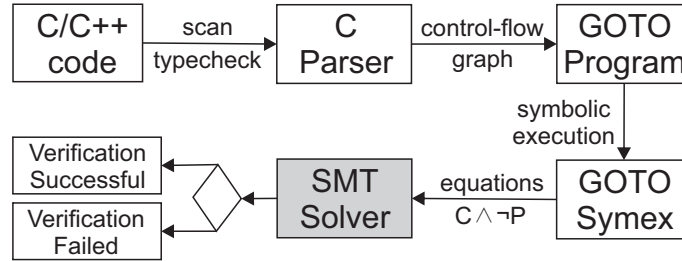 C/C++
code
scan
typecheck
C
Parser
control-flow
graph
GOTO
Program
symbolic
execution
GOTO
Symex
equations
C ∧ ¬P
SMT
Solver
Verification
Successful
Verification
Failed